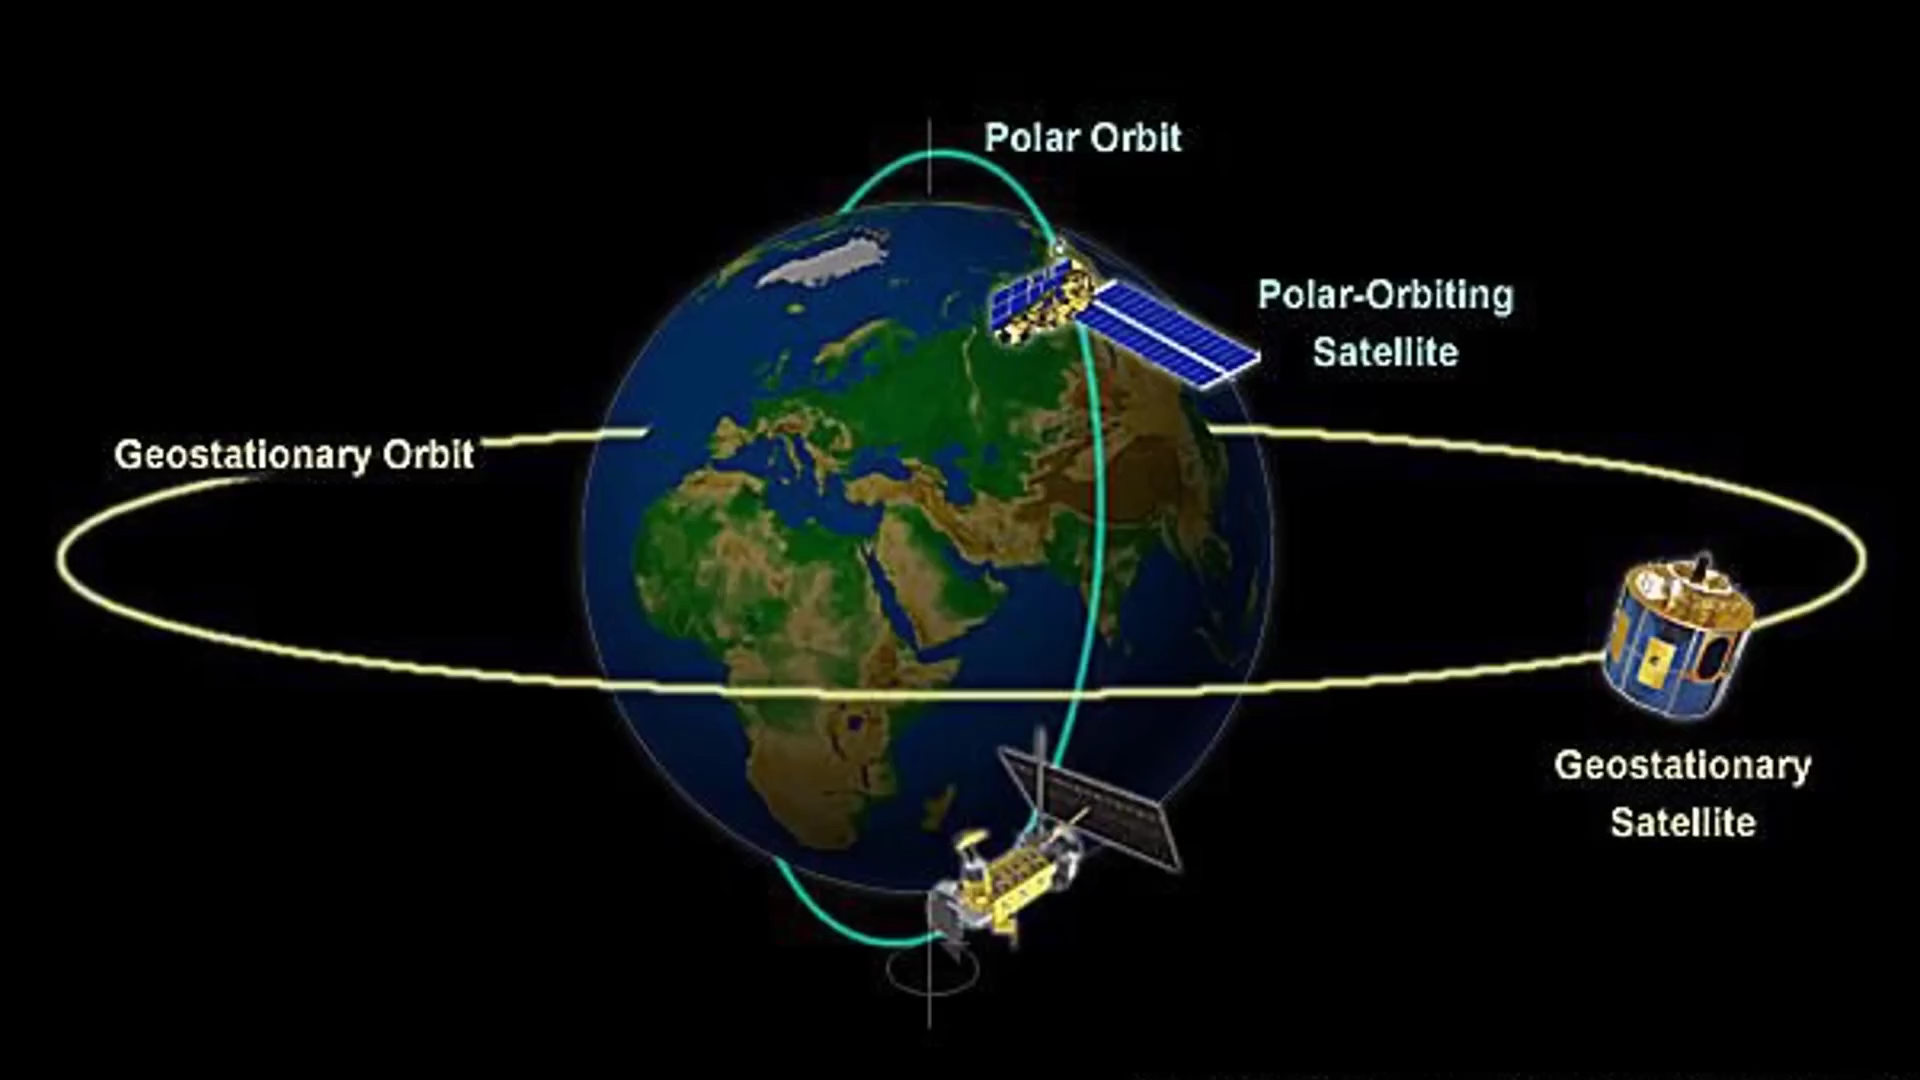 Polar Orbit
Polar-Orbiting
Satellite
Geostationary Orbit
Geostationary
Satellite